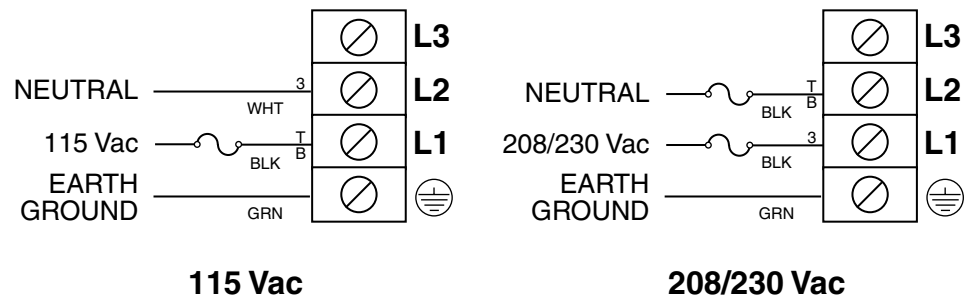 L3
NEUTRAL 3 WHT L2
115 Vac T B BLK L1
EARTH
GROUND GRN
115 Vac
L3
NEUTRAL T B BLK L2
208/230 Vac 3 BLK L1
EARTH
GROUND GRN
208/230 Vac